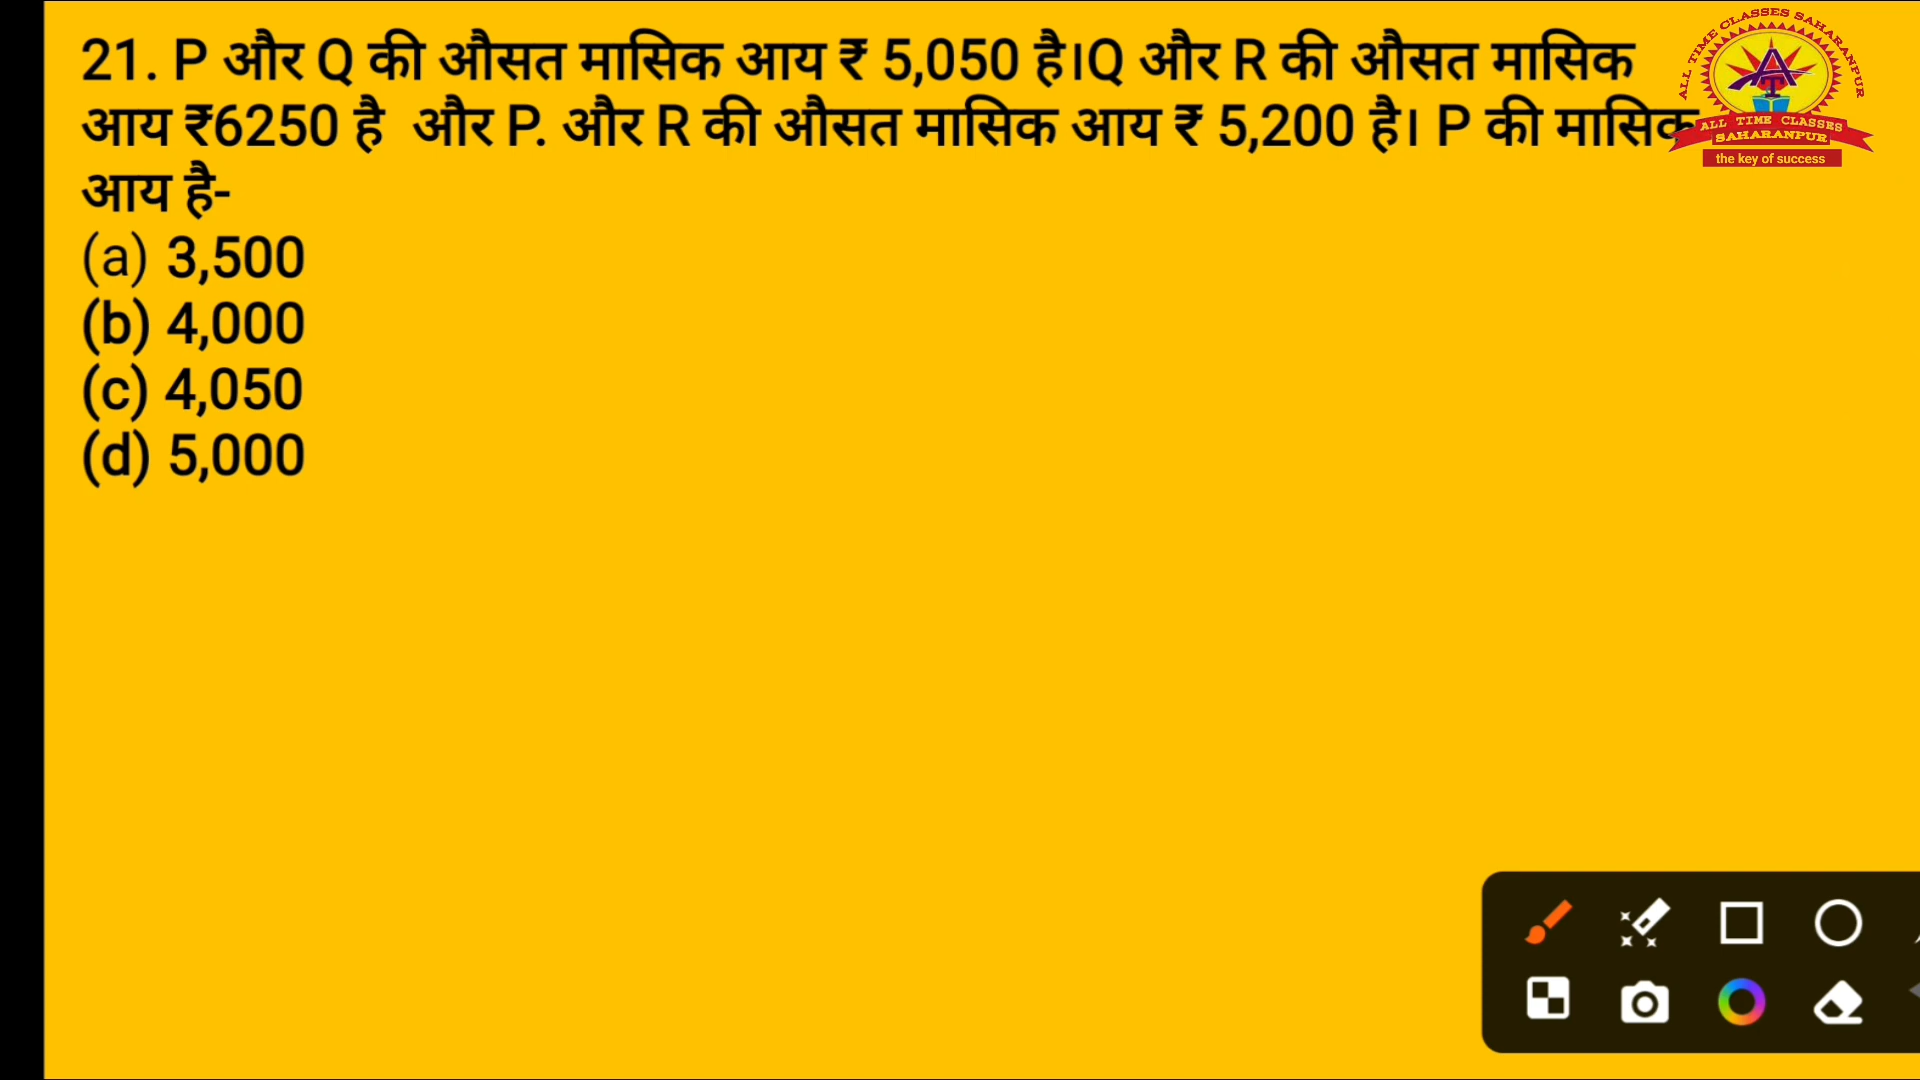 21. P और Q की औसत मासिक आय ₹ 5,050 है।Q और R की औसत मासिक
आय ₹6250 है और P. और R की औसत मासिक आय ₹ 5,200 है। P की मासिक
आय है-
(a) 3,500
(b) 4,000
(c) 4,050
(d) 5,000
ALL TIME CLASSES SAHARANPUR
ALL TIME CLASSES
SAHARANPUR
the key of success